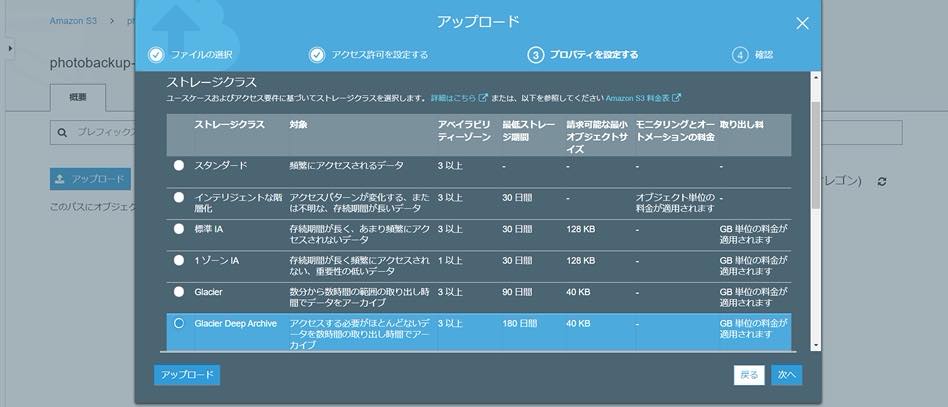 アップロード
Amazon S3
ファイルの選択
アクセス許可を設定する
3 プロパティを設定する
4 確認
photobackup-
概要
プレフィックス
アップロード
オレゴン)
このバスにオブジェク
ストレージクラス
ユースケースおよびアクセス要件に基づいてストレージクラスを選択します。 詳細はこちら または、以下を参照してください Amazon S3 料金表
ストレージクラス 対象 アベイラビリティーゾーン 最低ストレージ期間 請求可能な最小オブジェクトサイズ モニタリングとオートメーションの料金 取り出し料
スタンダード 頻繁にアクセスされるデータ 3 以上 - - - -
インテリジェントな階層化 アクセスパターンが変化する、または不明な、存続期間が長いデータ 3 以上 30 日間 - オブジェクト単位の料金が適用されます -
標準 IA 存続期間が長く、あまり頻繁にアクセスされないデータ 3 以上 30 日間 128 KB - GB 単位の料金が適用されます
1 ゾーン IA 存続期間が長く頻繁にアクセスされない、重要性の低いデータ 1 以上 30 日間 128 KB - GB 単位の料金が適用されます
Glacier 数分から数時間の範囲の取り出し時間でデータをアーカイブ 3 以上 90 日間 40 KB - GB 単位の料金が適用されます
Glacier Deep Archive アクセスする必要がほとんどないデータを数時間の取り出し時間でアーカイブ 3 以上 180 日間 40 KB - GB 単位の料金が適用されます
アップロード
戻る 次へ